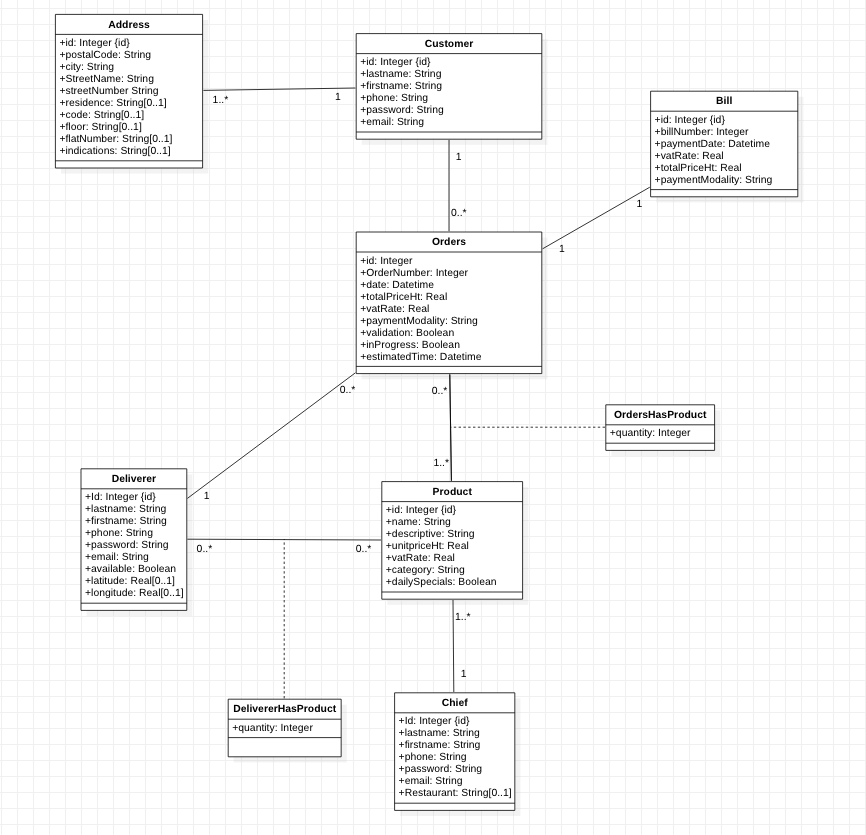 Address
+id: Integer {id}
+postalCode: String
+city: String
+StreetName: String
+streetNumber String
+residence: String[0..1]
+code: String[0..1]
+floor: String[0..1]
+flatNumber: String[0..1]
+indications: String[0..1]
1..*
1
Customer
+id: Integer {id}
+lastname: String
+firstname: String
+phone: String
+password: String
+email: String
1
0..*
Bill
+id: Integer {id}
+billNumber: Integer
+paymentDate: Datetime
+vatRate: Real
+totalPriceHt: Real
+paymentModality: String
1
1
Orders
+id: Integer
+OrderNumber: Integer
+date: Datetime
+totalPriceHt: Real
+vatRate: Real
+paymentModality: String
+validation: Boolean
+inProgress: Boolean
+estimatedTime: Datetime
0..*
0..*
OrdersHasProduct
+quantity: Integer
1..*
1
Deliverer
+Id: Integer {id}
+lastname: String
+firstname: String
+phone: String
+password: String
+email: String
+available: Boolean
+latitude: Real[0..1]
+longitude: Real[0..1]
0..*
0..*
Product
+id: Integer {id}
+name: String
+descriptive: String
+unitpriceHt: Real
+vatRate: Real
+category: String
+dailySpecials: Boolean
1..*
1
DelivererHasProduct
+quantity: Integer
Chief
+Id: Integer {id}
+lastname: String
+firstname: String
+phone: String
+password: String
+email: String
+Restaurant: String[0..1]